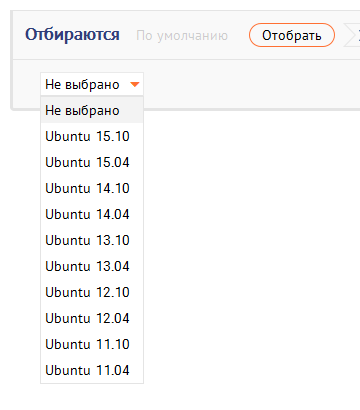 Отбираются По умолчанию Отобрать
Не выбрано
Не выбрано
Ubuntu 15.10
Ubuntu 15.04
Ubuntu 14.10
Ubuntu 14.04
Ubuntu 13.10
Ubuntu 13.04
Ubuntu 12.10
Ubuntu 12.04
Ubuntu 11.10
Ubuntu 11.04